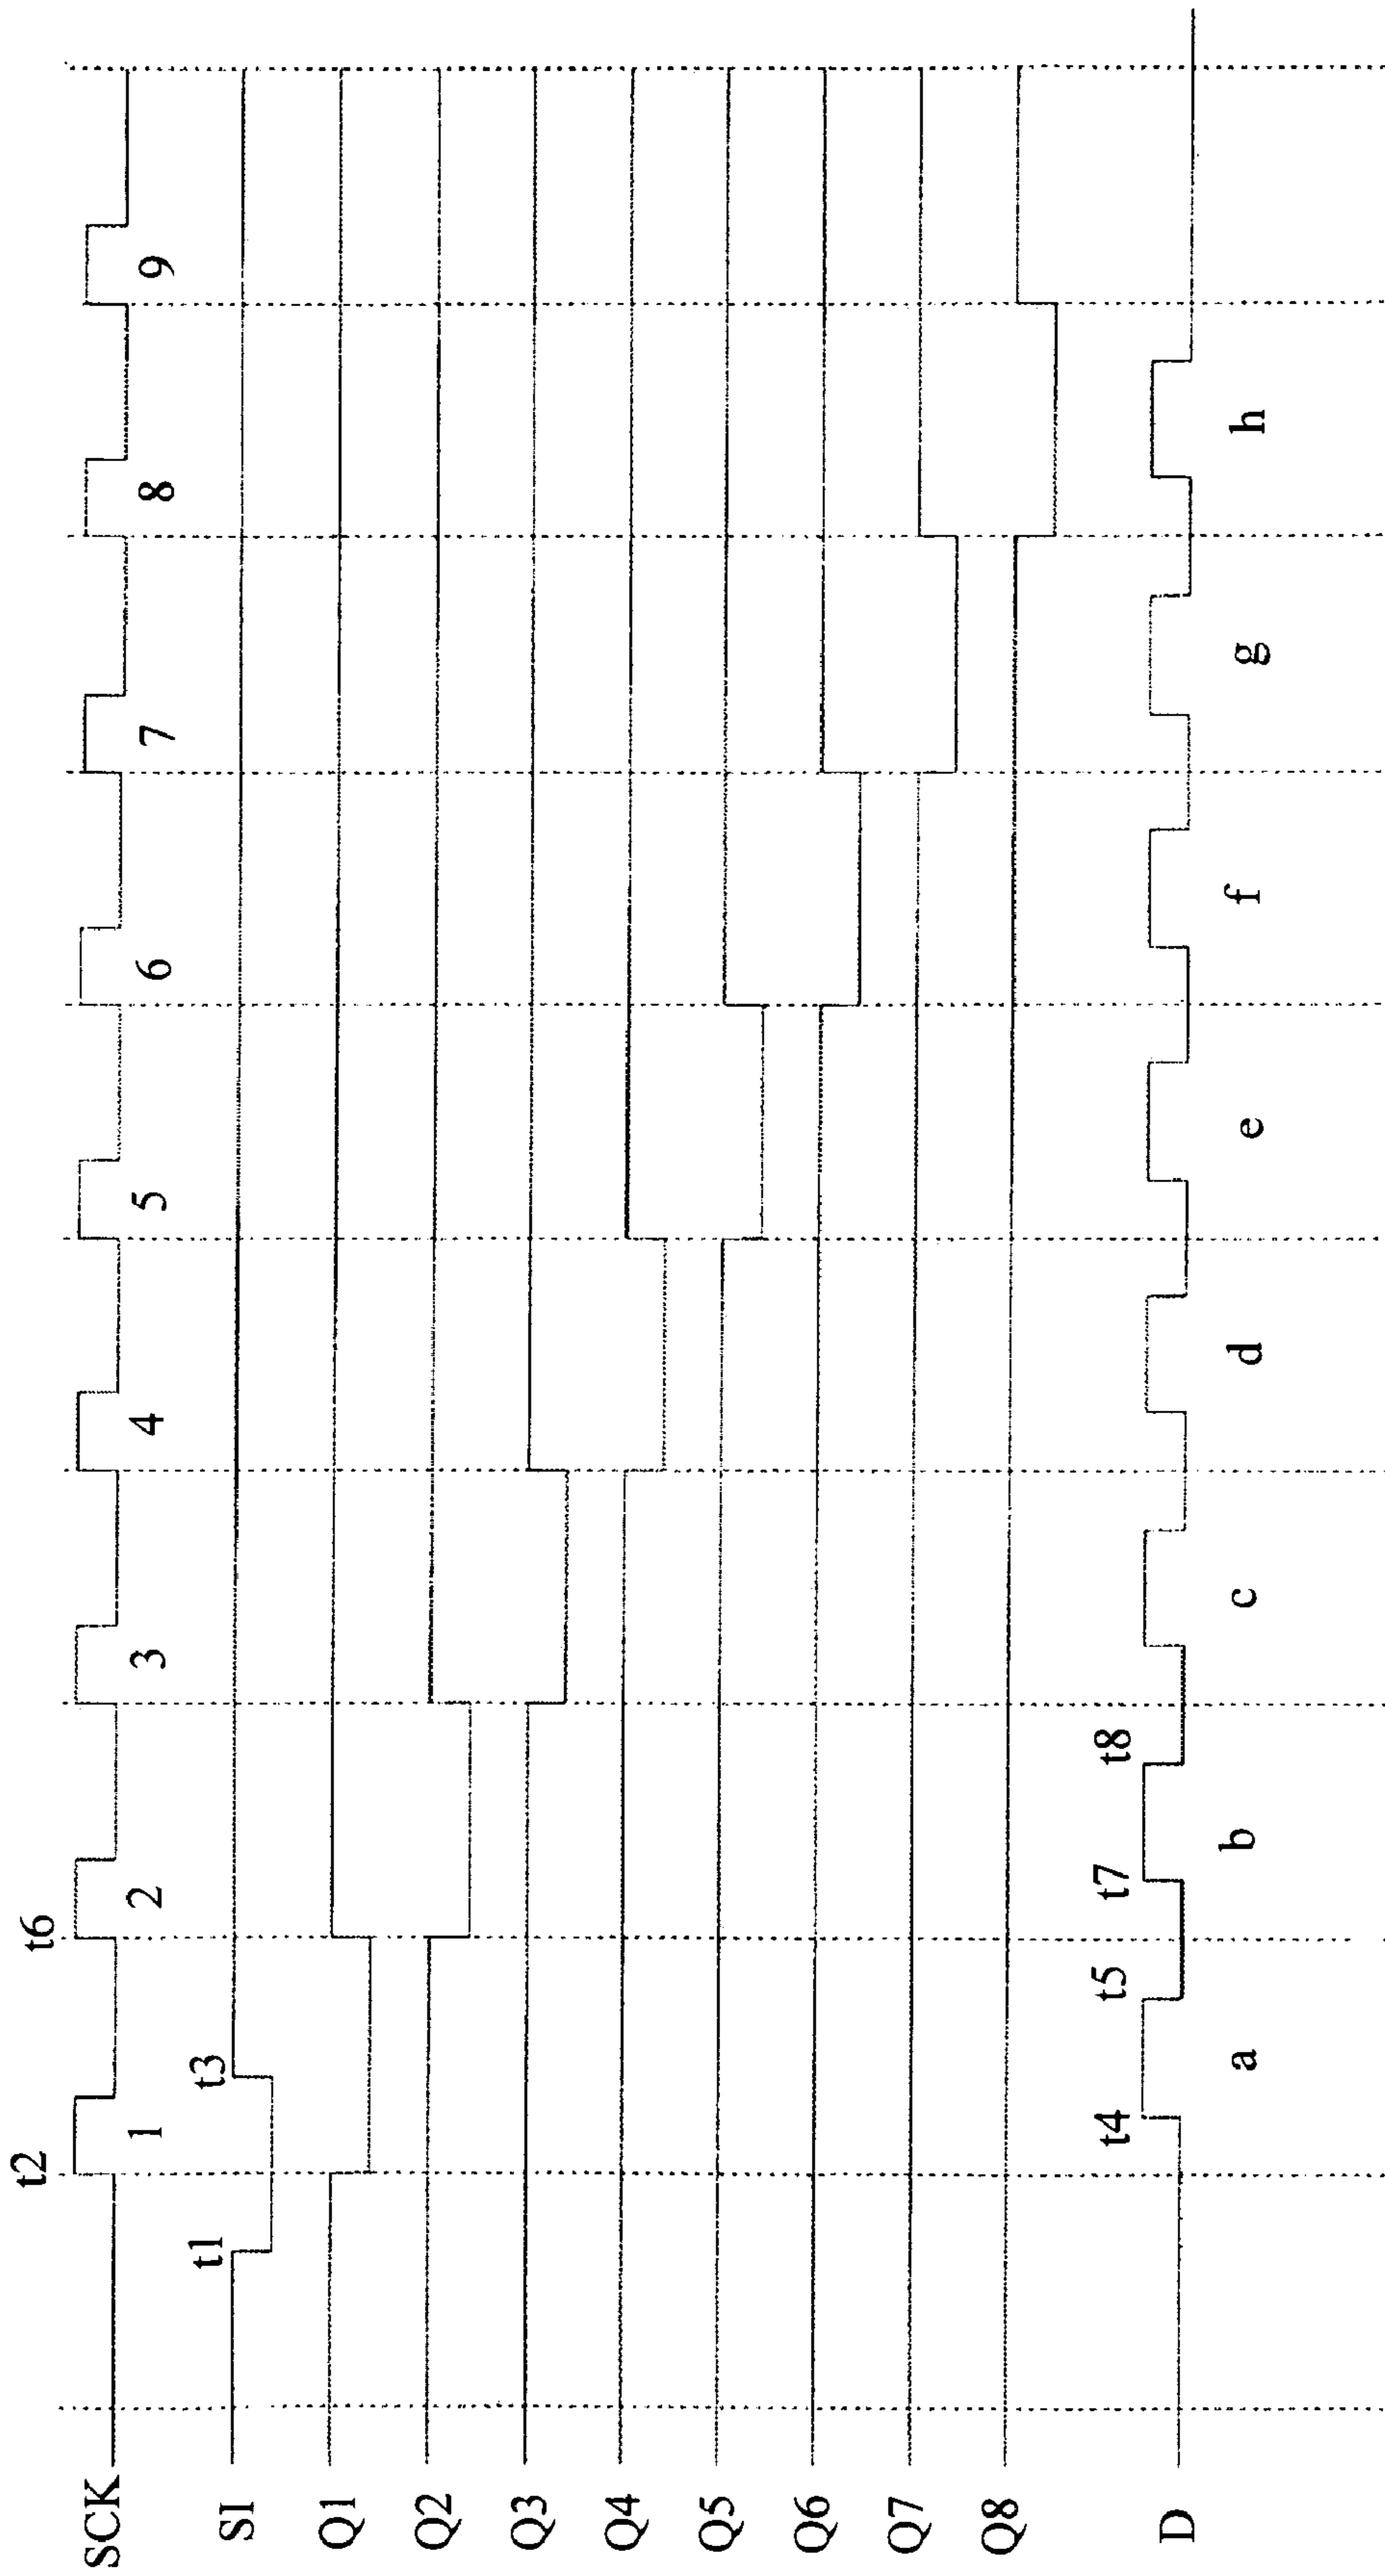 t2 t6
SCK 1 2 3 4 5 6 7 8 9
t1 t3
SI
Q1
Q2
Q3
Q4
Q5
Q6
Q7
Q8
t4 t5 t7 t8
D
a b c d e f g h